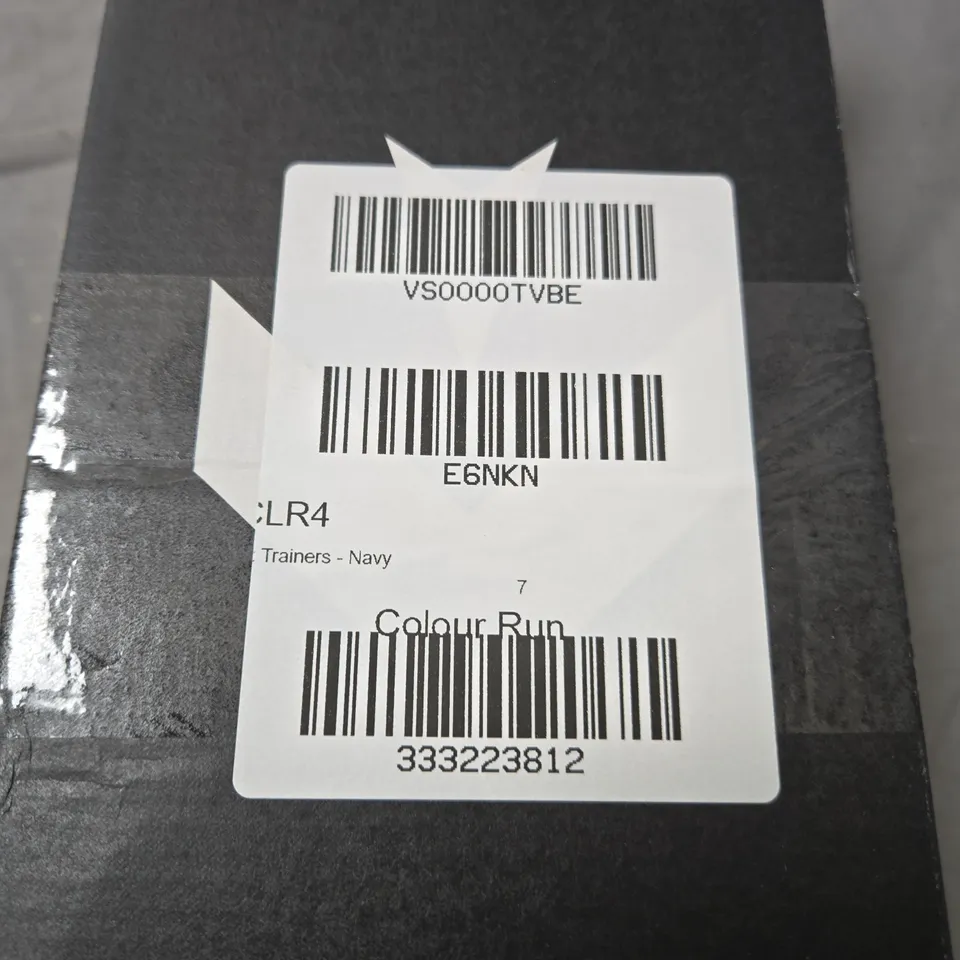 VS0000TVBE
E6NKN
CLR4
Trainers - Navy
7
Colour Run
333223812